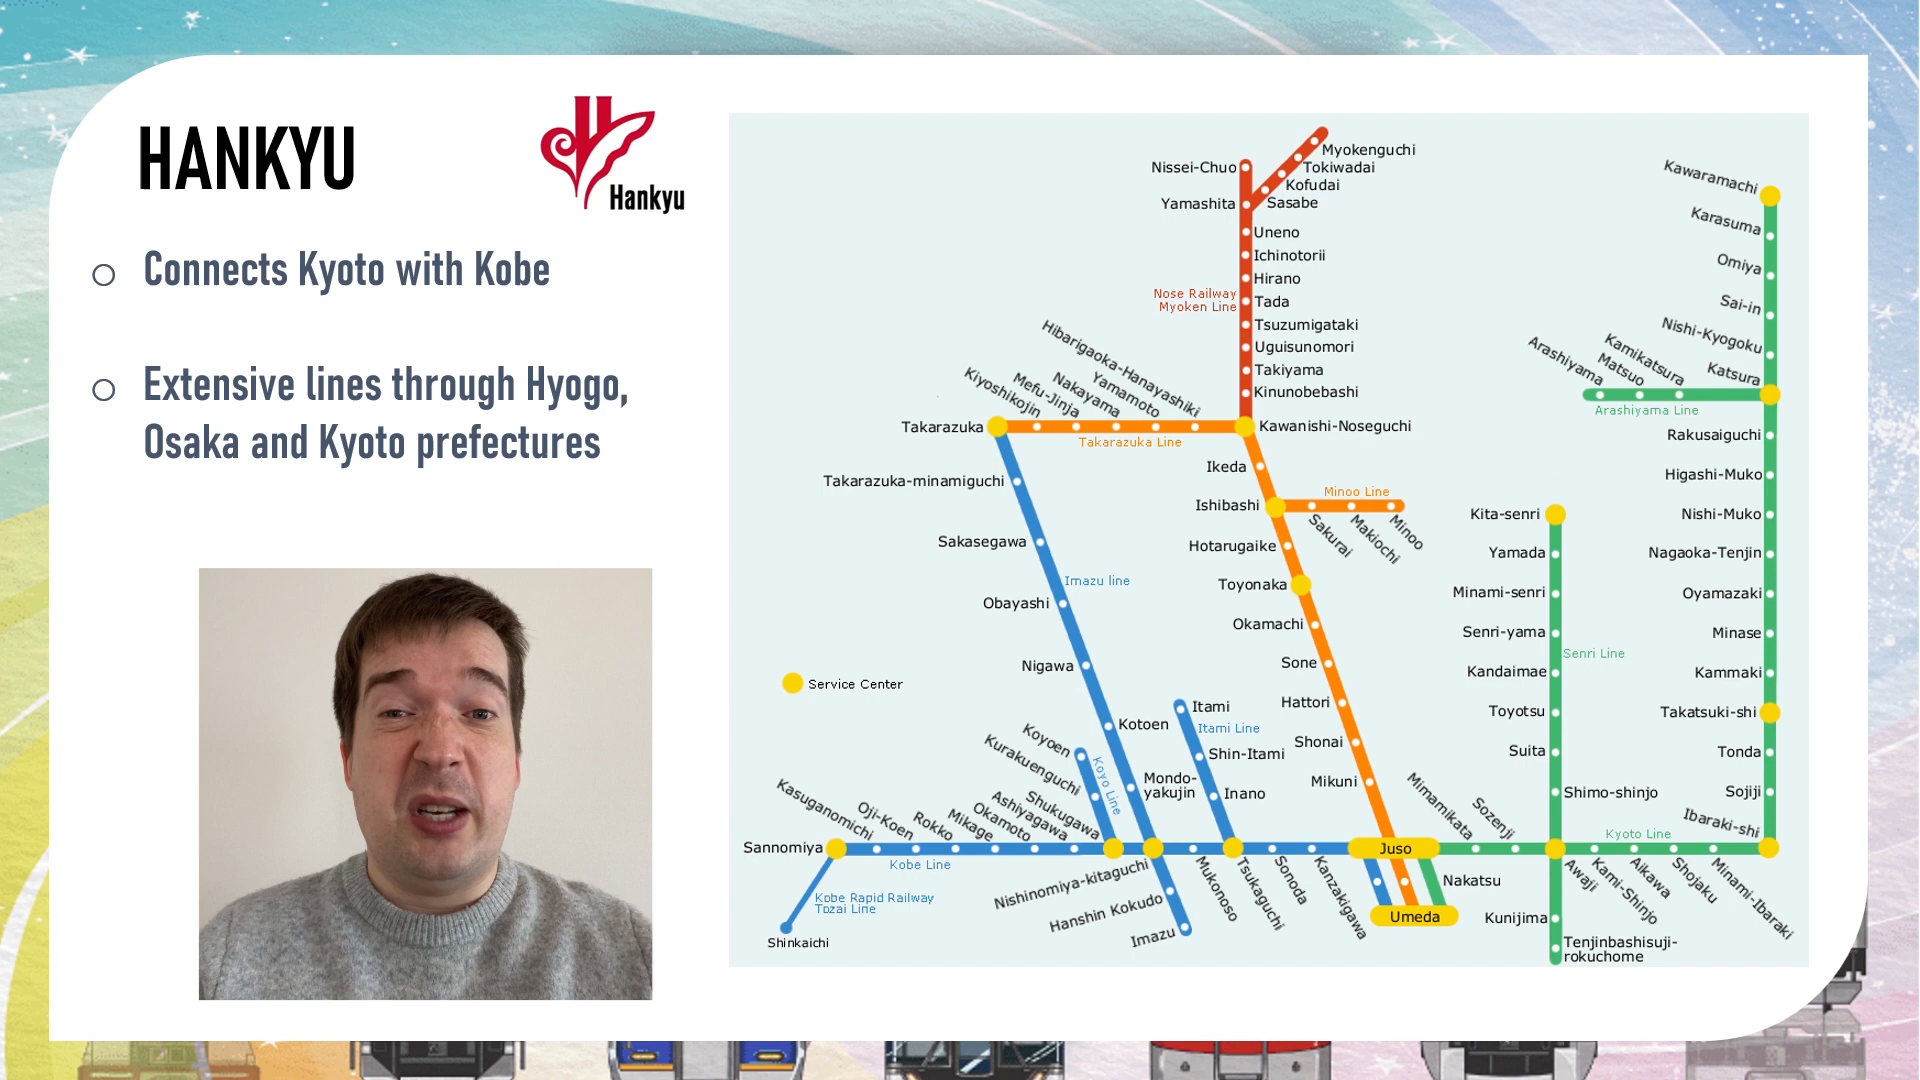 HANKYU
Hankyu
Connects Kyoto with Kobe
Extensive lines through Hyogo,
Osaka and Kyoto prefectures
Myokenguchi
Tokiwadai
Kofudai
Sasabe
Nissei-Chuo
Yamashita
Uneno
Ichinotorii
Hirano
Tada
Tsuzumigataki
Uguisunomori
Takiyama
Kinunobebashi
Nose Railway
Myoken Line
Hibarigaoka-Hanayashiki
Yamamoto
Nakayama
Mefu-Jinja
Kiyoshikojin
Takarazuka
Takarazuka Line
Kawanishi-Noseguchi
Ikeda
Ishibashi
Minoo Line
Sakurai
Makiochi
Minoo
Hotarugaike
Toyonaka
Okamachi
Sone
Hattori
Shonai
Mikuni
Takarazuka-minamiguchi
Sakasegawa
Imazu line
Obayashi
Nigawa
Kotoen
Mondo-
yakujin
Service Center
Itami
Itami Line
Shin-Itami
Inano
Koyoen
Kurakuenguchi
Koyo Line
Shukugawa
Ashiyagawa
Okamoto
Mikage
Rokko
Oji-Koen
Kasuganomichi
Sannomiya
Kobe Line
Kobe Rapid Railway
Tozai Line
Shinkaichi
Nishinomiya-kitaguchi
Hanshin Kokudo
Imazu
Mukonoso
Tsukaguchi
Sonoda
Kanzakigawa
Juso
Nakatsu
Umeda
Mimamikata
Sozenji
Kawaramachi
Karasuma
Omiya
Sai-in
Nishi-Kyogoku
Katsura
Kamikatsura
Matsuo
Arashiyama
Arashiyama Line
Rakusaiguchi
Higashi-Muko
Nishi-Muko
Nagaoka-Tenjin
Oyamazaki
Minase
Kammaki
Takatsuki-shi
Tonda
Sojiji
Ibaraki-shi
Kyoto Line
Kita-senri
Yamada
Minami-senri
Senri-yama
Senri Line
Kandaimae
Toyotsu
Suita
Shimo-shinjo
Awaji
Kami-Shinjo
Aikawa
Shojaku
Minami-Ibaraki
Kunijima
Tenjinbashisuji-
rokuchome